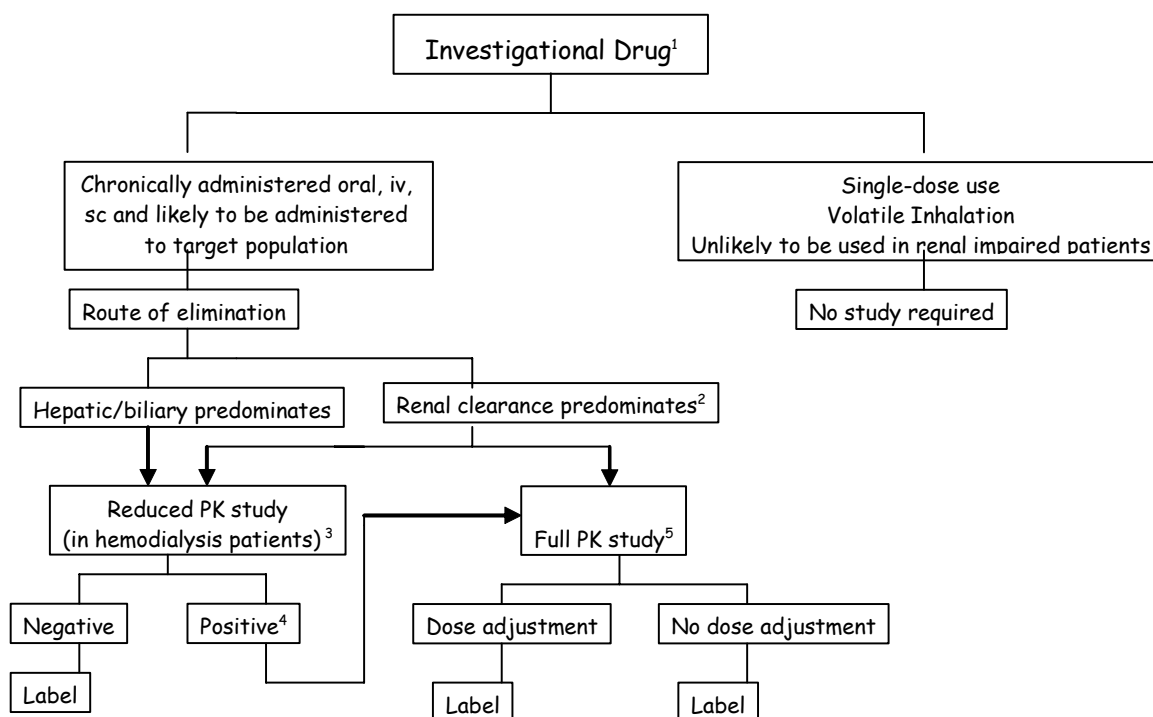 Investigational Drug1
Chronically administered oral, iv,
sc and likely to be administered
to target population
Single-dose use
Volatile Inhalation
Unlikely to be used in renal impaired patients
Route of elimination
No study required
Hepatic/biliary predominates
Renal clearance predominates2
Reduced PK study
(in hemodialysis patients) 3
Full PK study5
Negative
Positive4
Dose adjustment
No dose adjustment
Label
Label
Label